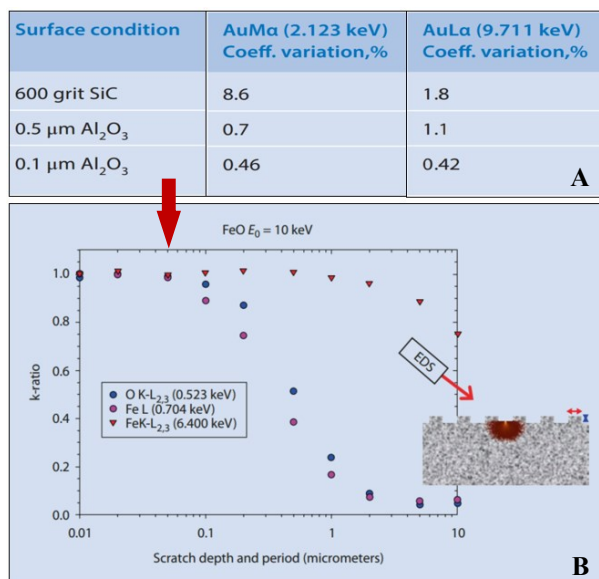 Surface condition AuMα (2.123 keV) Coeff. variation,% AuLα (9.711 keV) Coeff. variation,%
600 grit SiC 8.6 1.8
0.5 µm Al₂O₃ 0.7 1.1
0.1 µm Al₂O₃ 0.46 0.42
A
FeO E₀ = 10 keV
1.0
0.8
0.6
0.4
0.2
0.0
k-ratio
O K-L₂,₃ (0.523 keV)
Fe L (0.704 keV)
FeK-L₂,₃ (6.400 keV)
EDS
0.01 0.1 1 10
Scratch depth and period (micrometers)
B